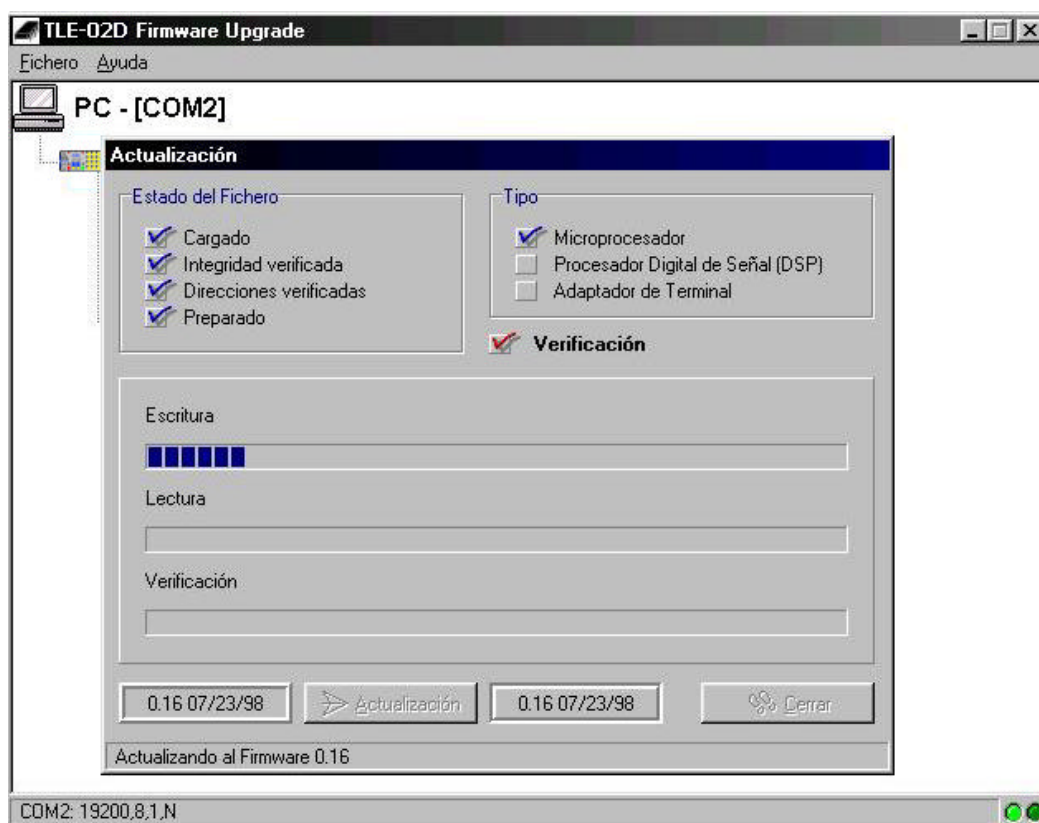 TLE-02D Firmware Upgrade
Fichero Ayuda
PC - [COM2]
Actualización
Estado del Fichero
Cargado
Integridad verificada
Direcciones verificadas
Preparado
Tipo
Microprocesador
Procesador Digital de Señal (DSP)
Adaptador de Terminal
Verificación
Escritura
Lectura
Verificación
0.16 07/23/98 Actualización 0.16 07/23/98 Cerrar
Actualizando al Firmware 0.16
COM2: 19200,8,1,N